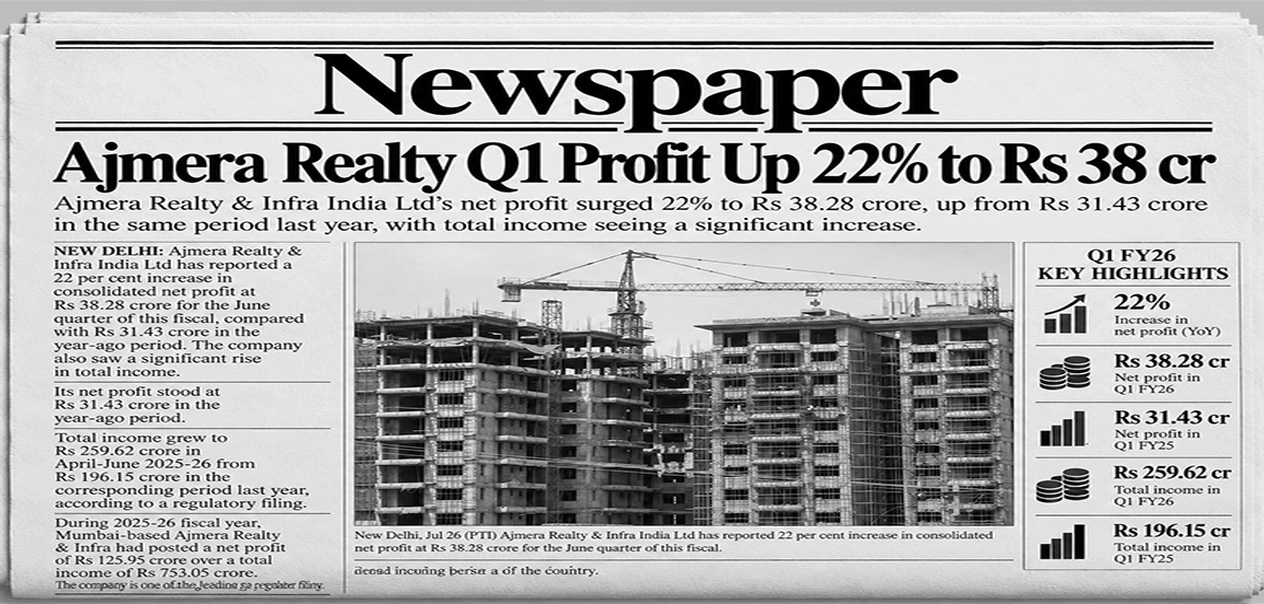 Newspaper
Ajmera Realty Q1 Profit Up 22% to Rs 38 cr
Ajmera Realty & Infra India Ltd's net profit surged 22% to Rs 38.28 crore, up from Rs 31.43 crore
in the same period last year, with total income seeing a significant increase.
NEW DELHI: Ajmera Realty &
Infra India Ltd has reported a
22 per cent increase in
consolidated net profit at
Rs 38.28 crore for the June
quarter of this fiscal, compared
with Rs 31.43 crore in the
year-ago period. The company
also saw a significant rise
in total income.
Its net profit stood at
Rs 31.43 crore in the
year-ago period.
Total income grew to
Rs 259.62 crore in
April-June 2025-26 from
Rs 196.15 crore in the
corresponding period last year,
according to a regulatory filing.
During 2025-26 fiscal year,
Mumbai-based Ajmera Realty
& Infra had posted a net profit
of Rs 125.95 crore over a total
income of Rs 753.05 crore.
The company is one of the leading
New Delhi, Jul 26 (PTI) Ajmera Realty & Infra India Ltd has reported 22 per cent increase in consolidated
net profit at Rs 38.28 crore for the June quarter of this fiscal.
a of the country.
Q1 FY26
KEY HIGHLIGHTS
22%
Increase in
net profit (YoY)
Rs 38.28 cr
Net profit in
Q1 FY26
Rs 31.43 cr
Net profit in
Q1 FY25
Rs 259.62 cr
Total income in
Q1 FY26
Rs 196.15 cr
Total income in
Q1 FY25